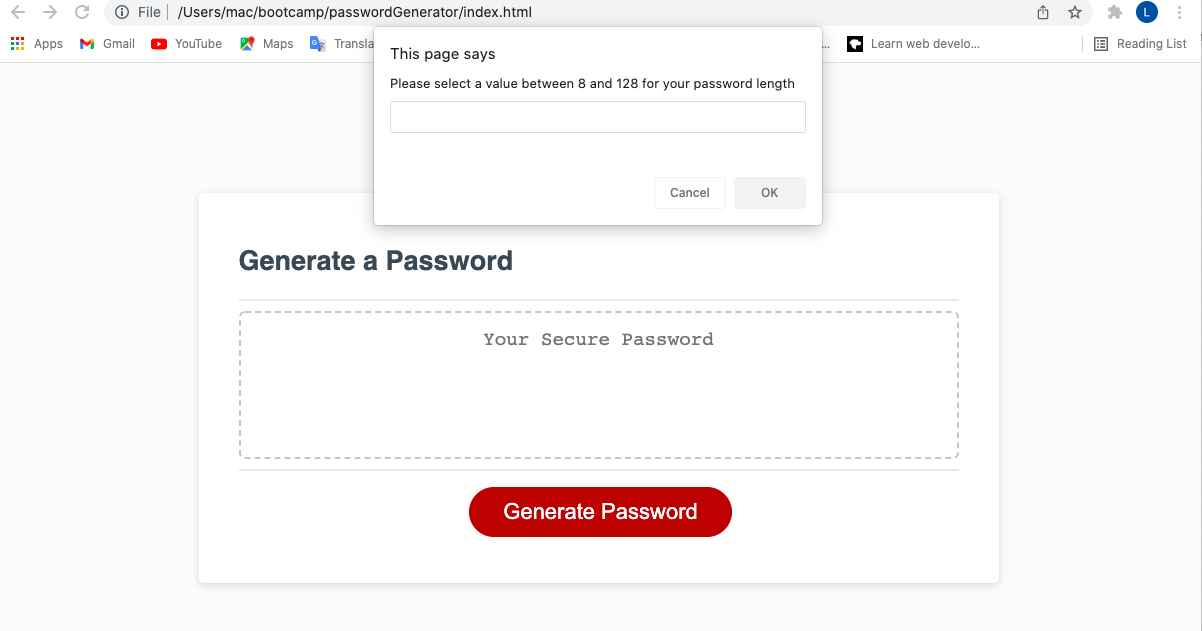 File /Users/mac/bootcamp/passwordGenerator/index.html L
Apps Gmail YouTube Maps Transla ... Learn web develo... Reading List
This page says
Please select a value between 8 and 128 for your password length
Cancel OK
Generate a Password
Your Secure Password
Generate Password